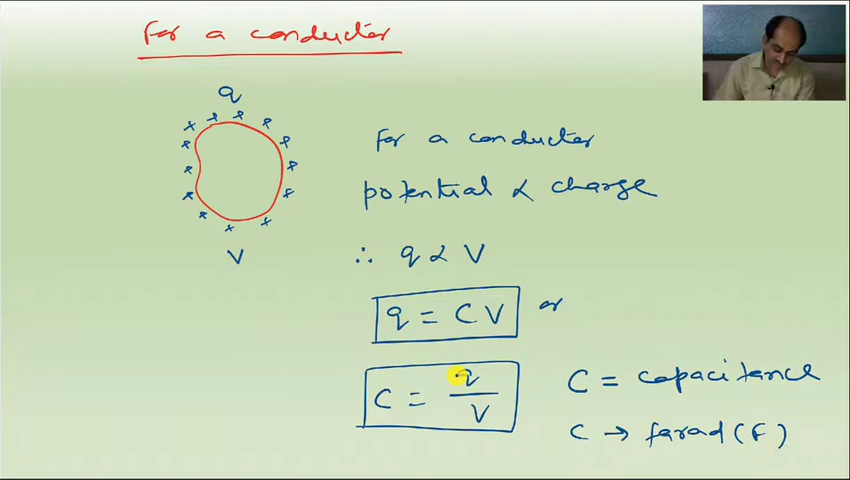 For a conductor
q
For a conductor
potential ∝ charge
V
∴ q ∝ V
q = CV or
C = q/V
C = capacitance
C → farad (F)